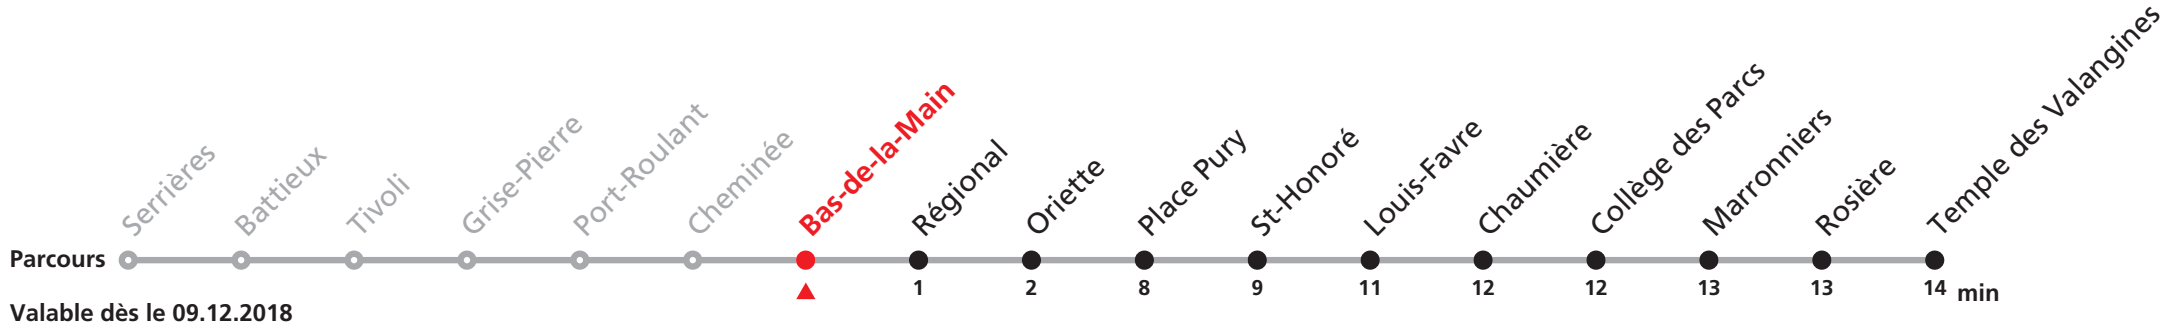 Serrières
Battieux
Tivoli
Grise-Pierre
Port-Roulant
Cheminée
Bas-de-la-Main
Régional
Oriette
Place Pury
St-Honoré
Louis-Favre
Chaumière
Collège des Parcs
Marronniers
Rosière
Temple des Valangines
Parcours
1 2 8 9 11 12 12 13 13 14 min
Valable dès le 09.12.2018